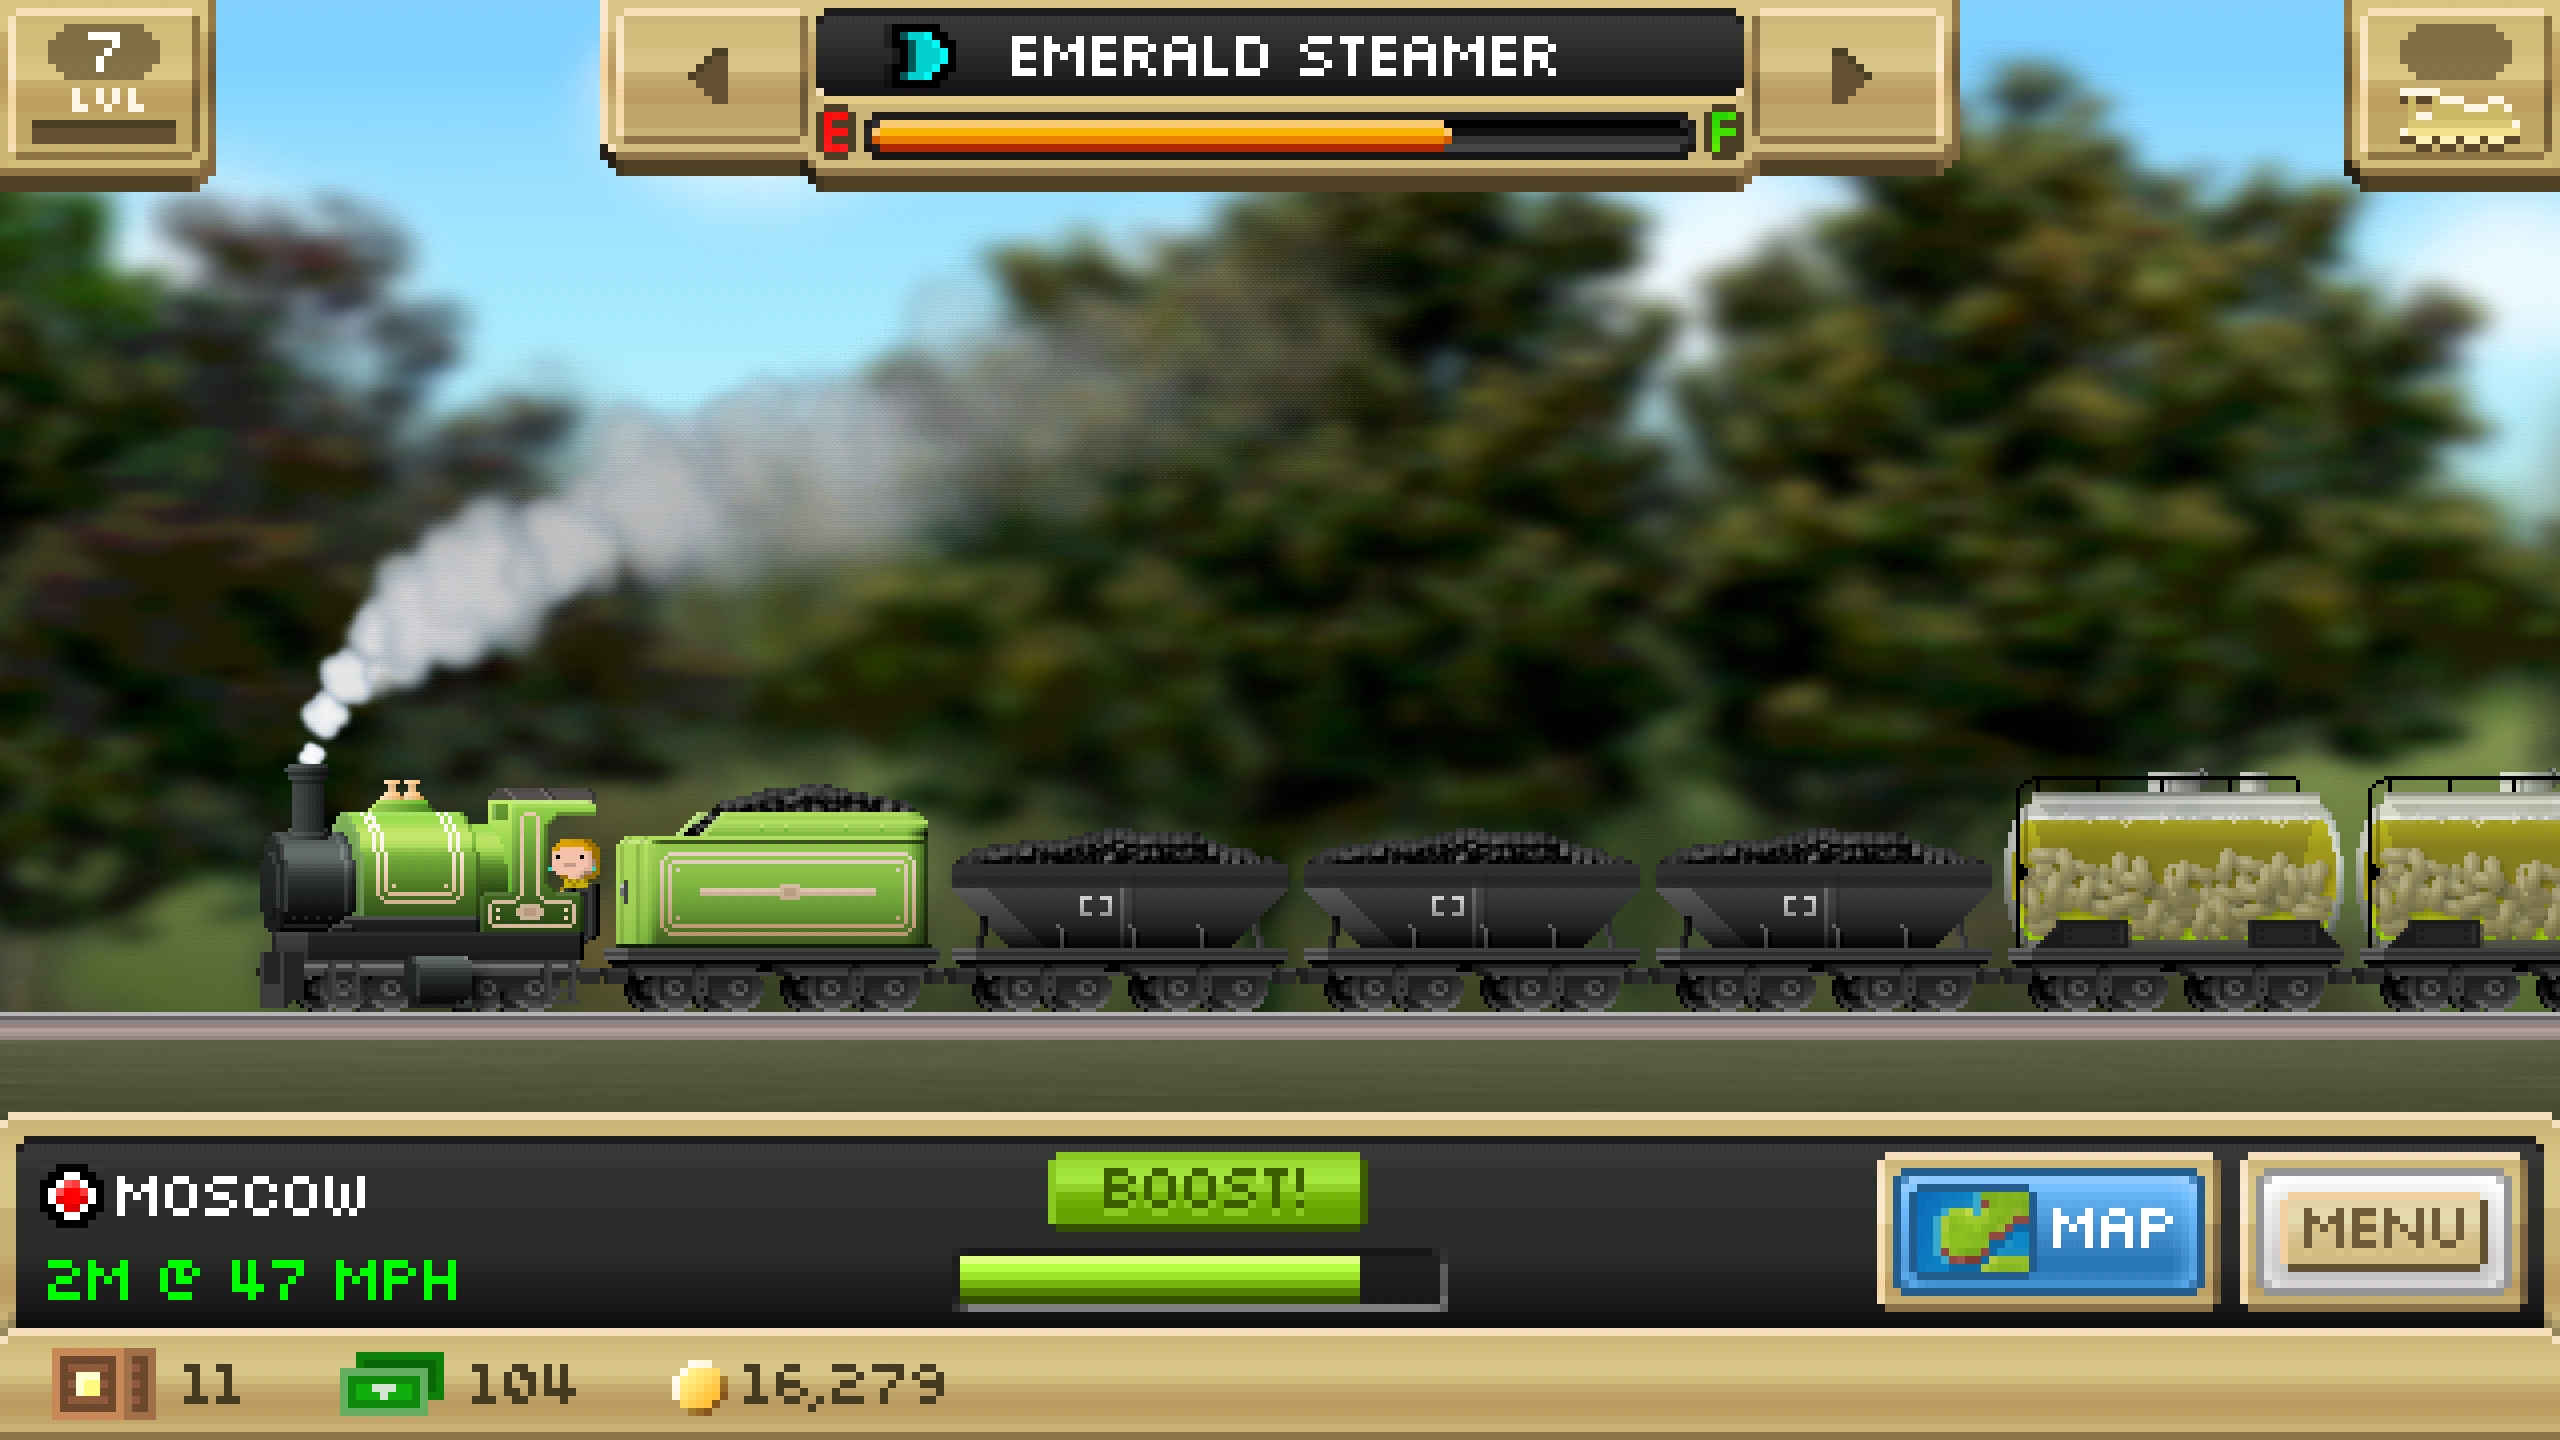 7
LVL
EMERALD STEAMER
E
F
MOSCOW
2M @ 47 MPH
BOOST!
MAP
MENU
11
104
16,279